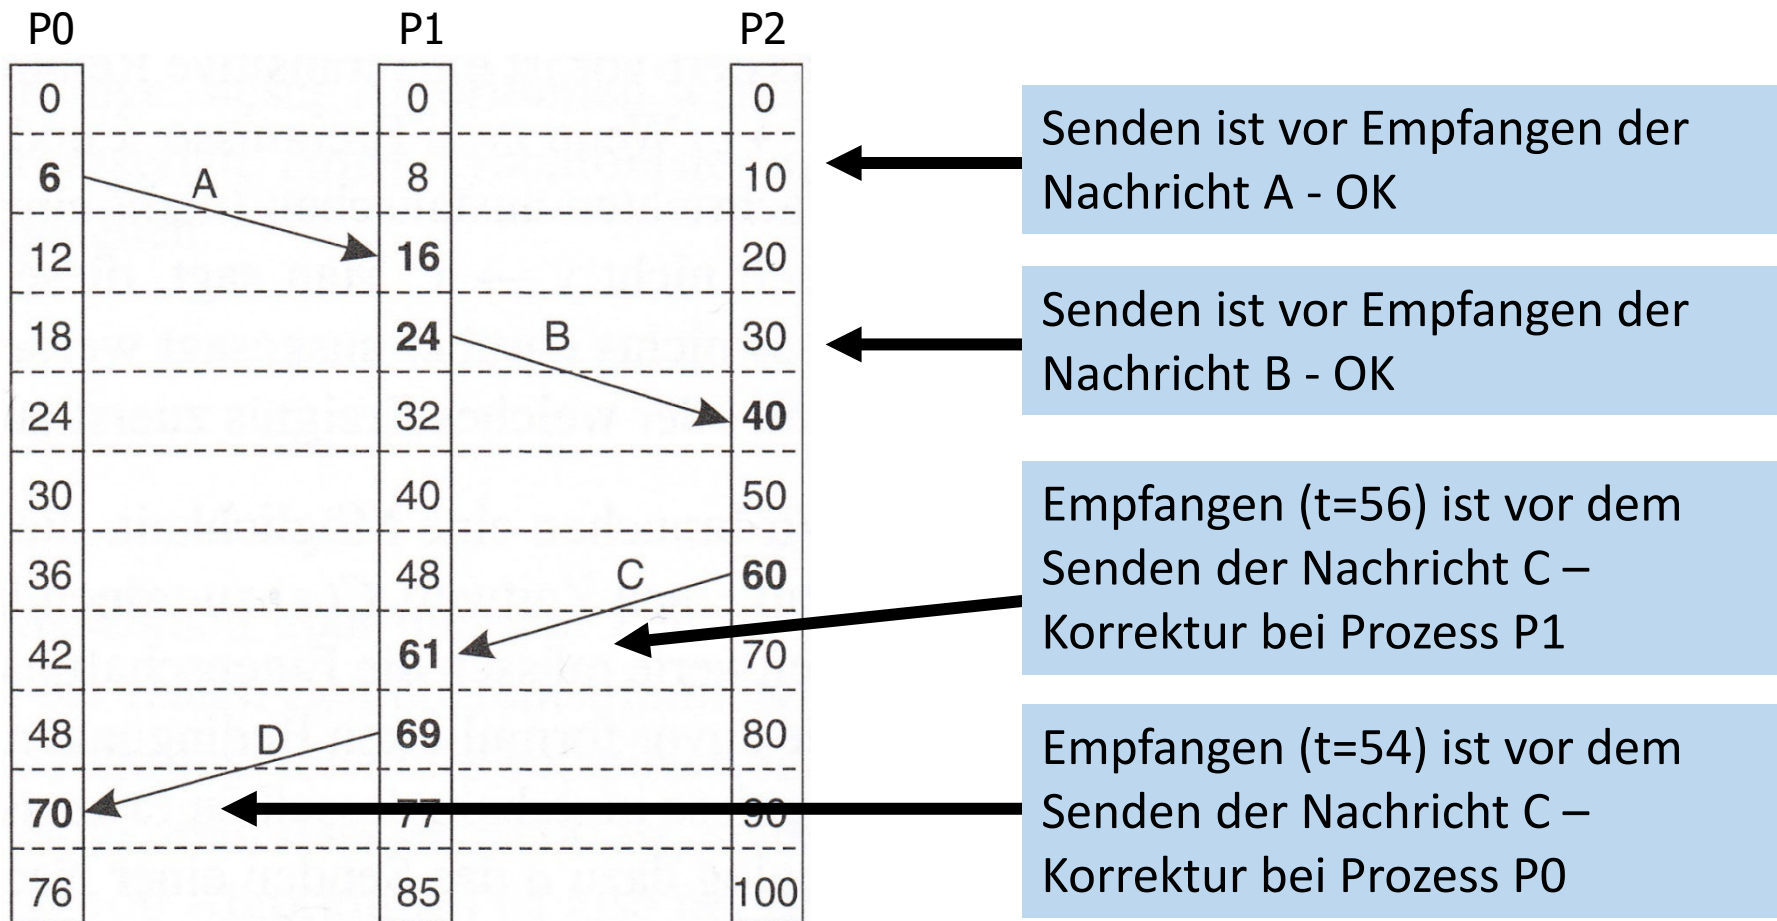 P0 P1 P2
0 0 0
6 A 8 10
12 16 20
18 24 B 30
24 32 40
30 40 50
36 48 C 60
42 61 70
48 D 69 80
70 77 90
76 85 100
Senden ist vor Empfangen der
Nachricht A - OK
Senden ist vor Empfangen der
Nachricht B - OK
Empfangen (t=56) ist vor dem
Senden der Nachricht C –
Korrektur bei Prozess P1
Empfangen (t=54) ist vor dem
Senden der Nachricht C –
Korrektur bei Prozess P0